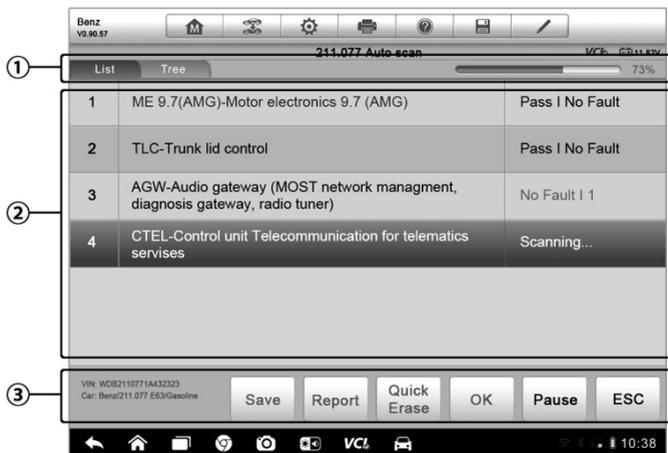 Benz
V0.90.57
211.077 Auto scan
VCI 11.87V
List Tree
73%
①
1 ME 9.7(AMG)-Motor electronics 9.7 (AMG) Pass I No Fault
2 TLC-Trunk lid control Pass I No Fault
②
3 AGW-Audio gateway (MOST network managment,
diagnosis gateway, radio tuner) No Fault I 1
4 CTEL-Control unit Telecommunication for telematics
servises Scanning...
③
VIN: WDB2110771A432323
Car: Benz/211.077 E63/Gasoline
Save Report Quick
Erase OK Pause ESC
VCI 10:38